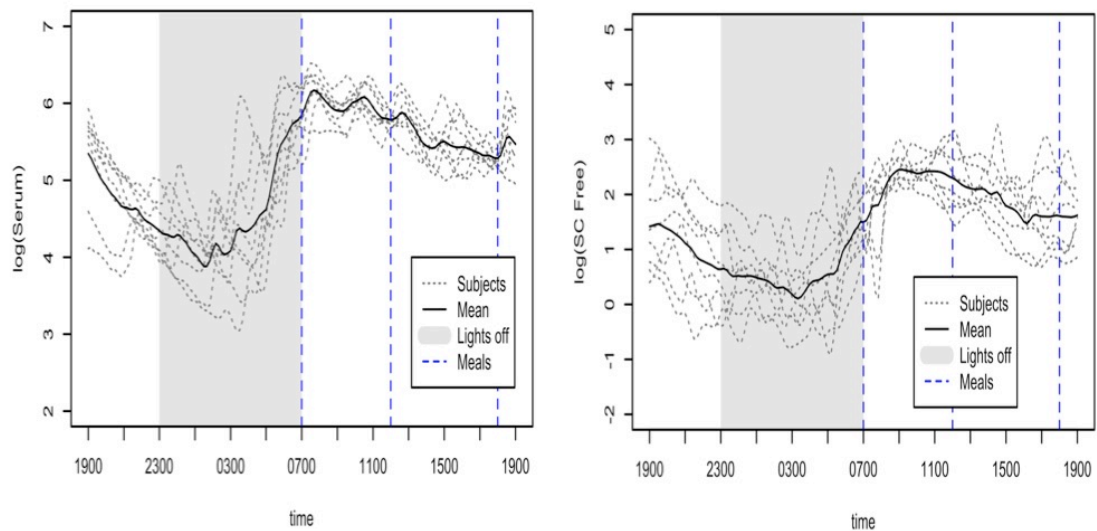 log(Serum)
7
6
5
4
3
2
1900 2300 0300 0700 1100 1500 1900
time
Subjects
Mean
Lights off
Meals
log(SC Free)
5
4
3
2
1
0
-1
-2
1900 2300 0300 0700 1100 1500 1900
time
Subjects
Mean
Lights off
Meals